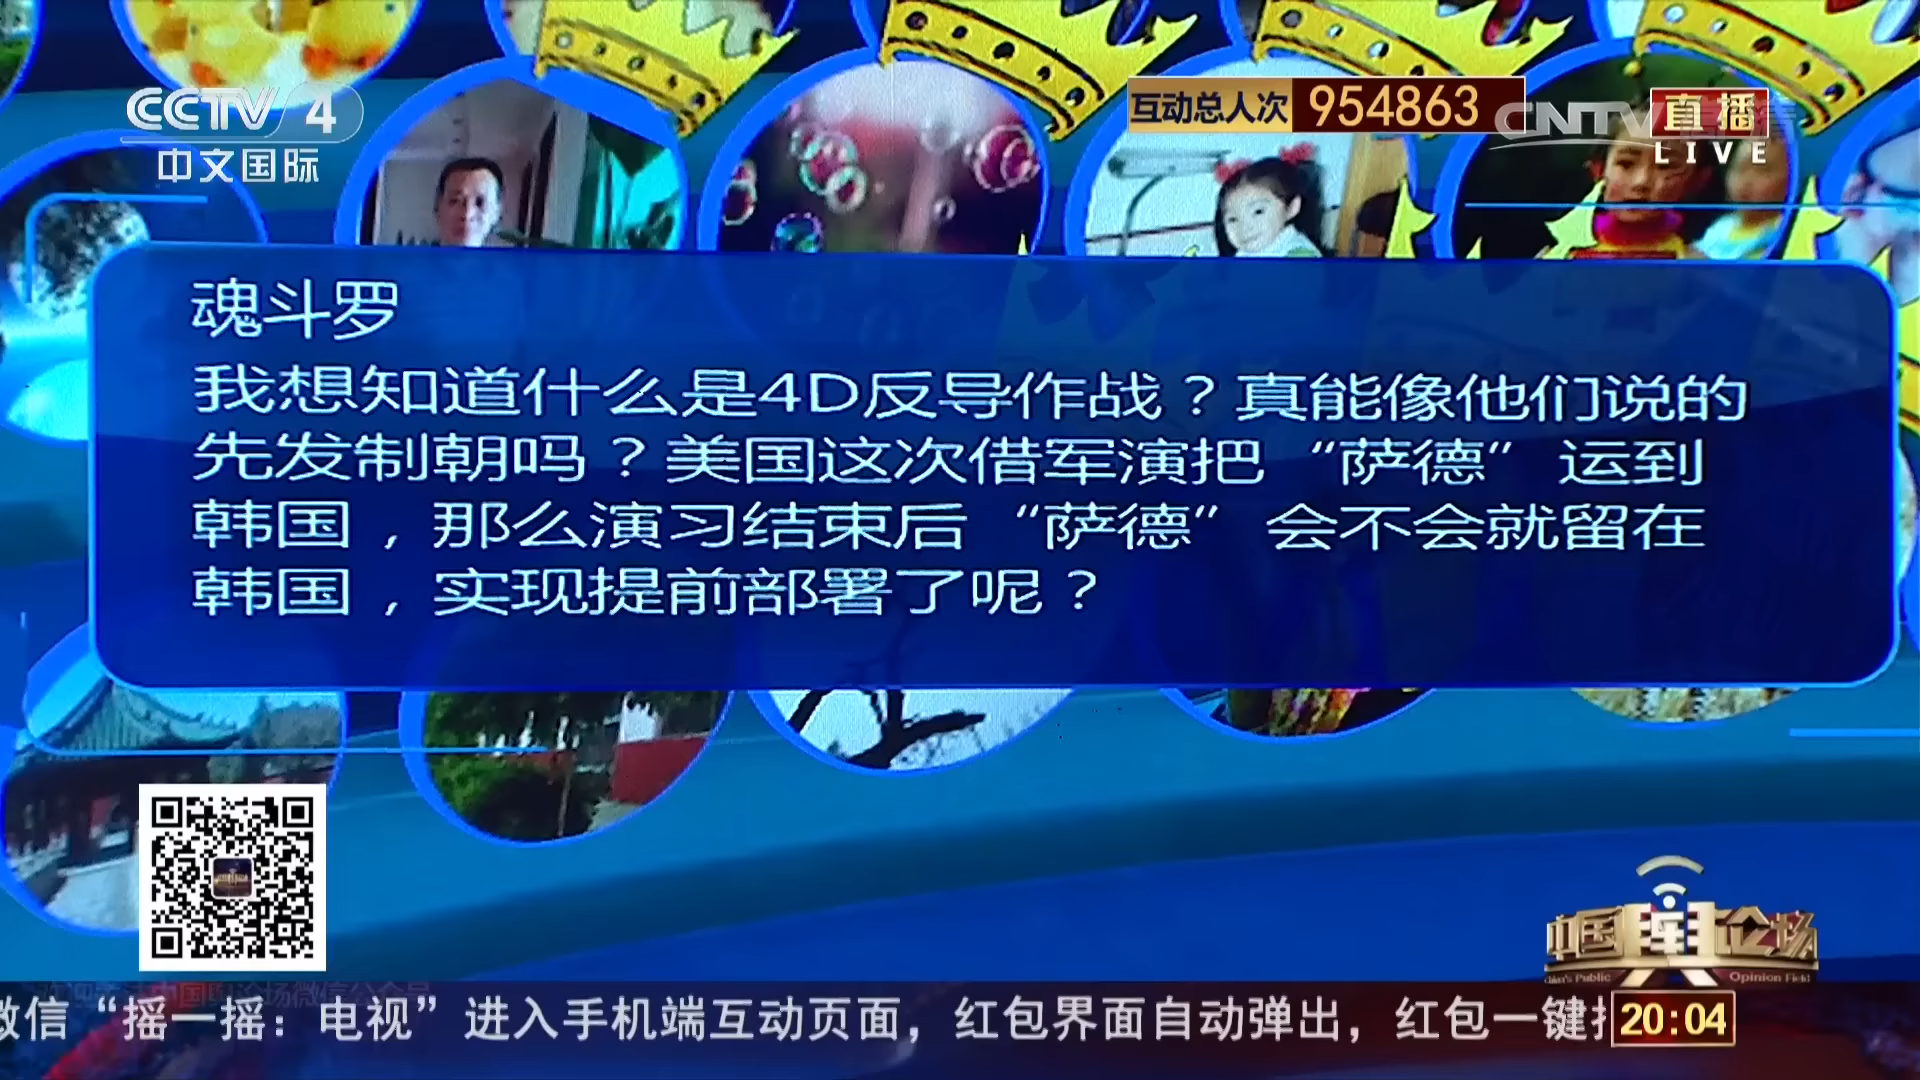 CCTV 4
中文国际
互动总人次 954863
CNTV
直播
LIVE
魂斗罗
我想知道什么是4D反导作战？真能像他们说的
先发制朝吗？美国这次借军演把“萨德”运到
韩国，那么演习结束后“萨德”会不会就留在
韩国，实现提前部署了呢？
中国舆论场
Opinion Field
微信“摇一摇：电视”进入手机端互动页面，红包界面自动弹出，红包一键
20:04